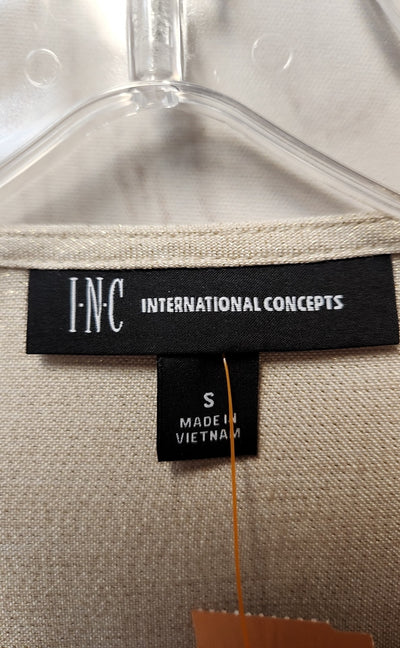 I·N·C INTERNATIONAL CONCEPTS
S
MADE IN
VIETNAM